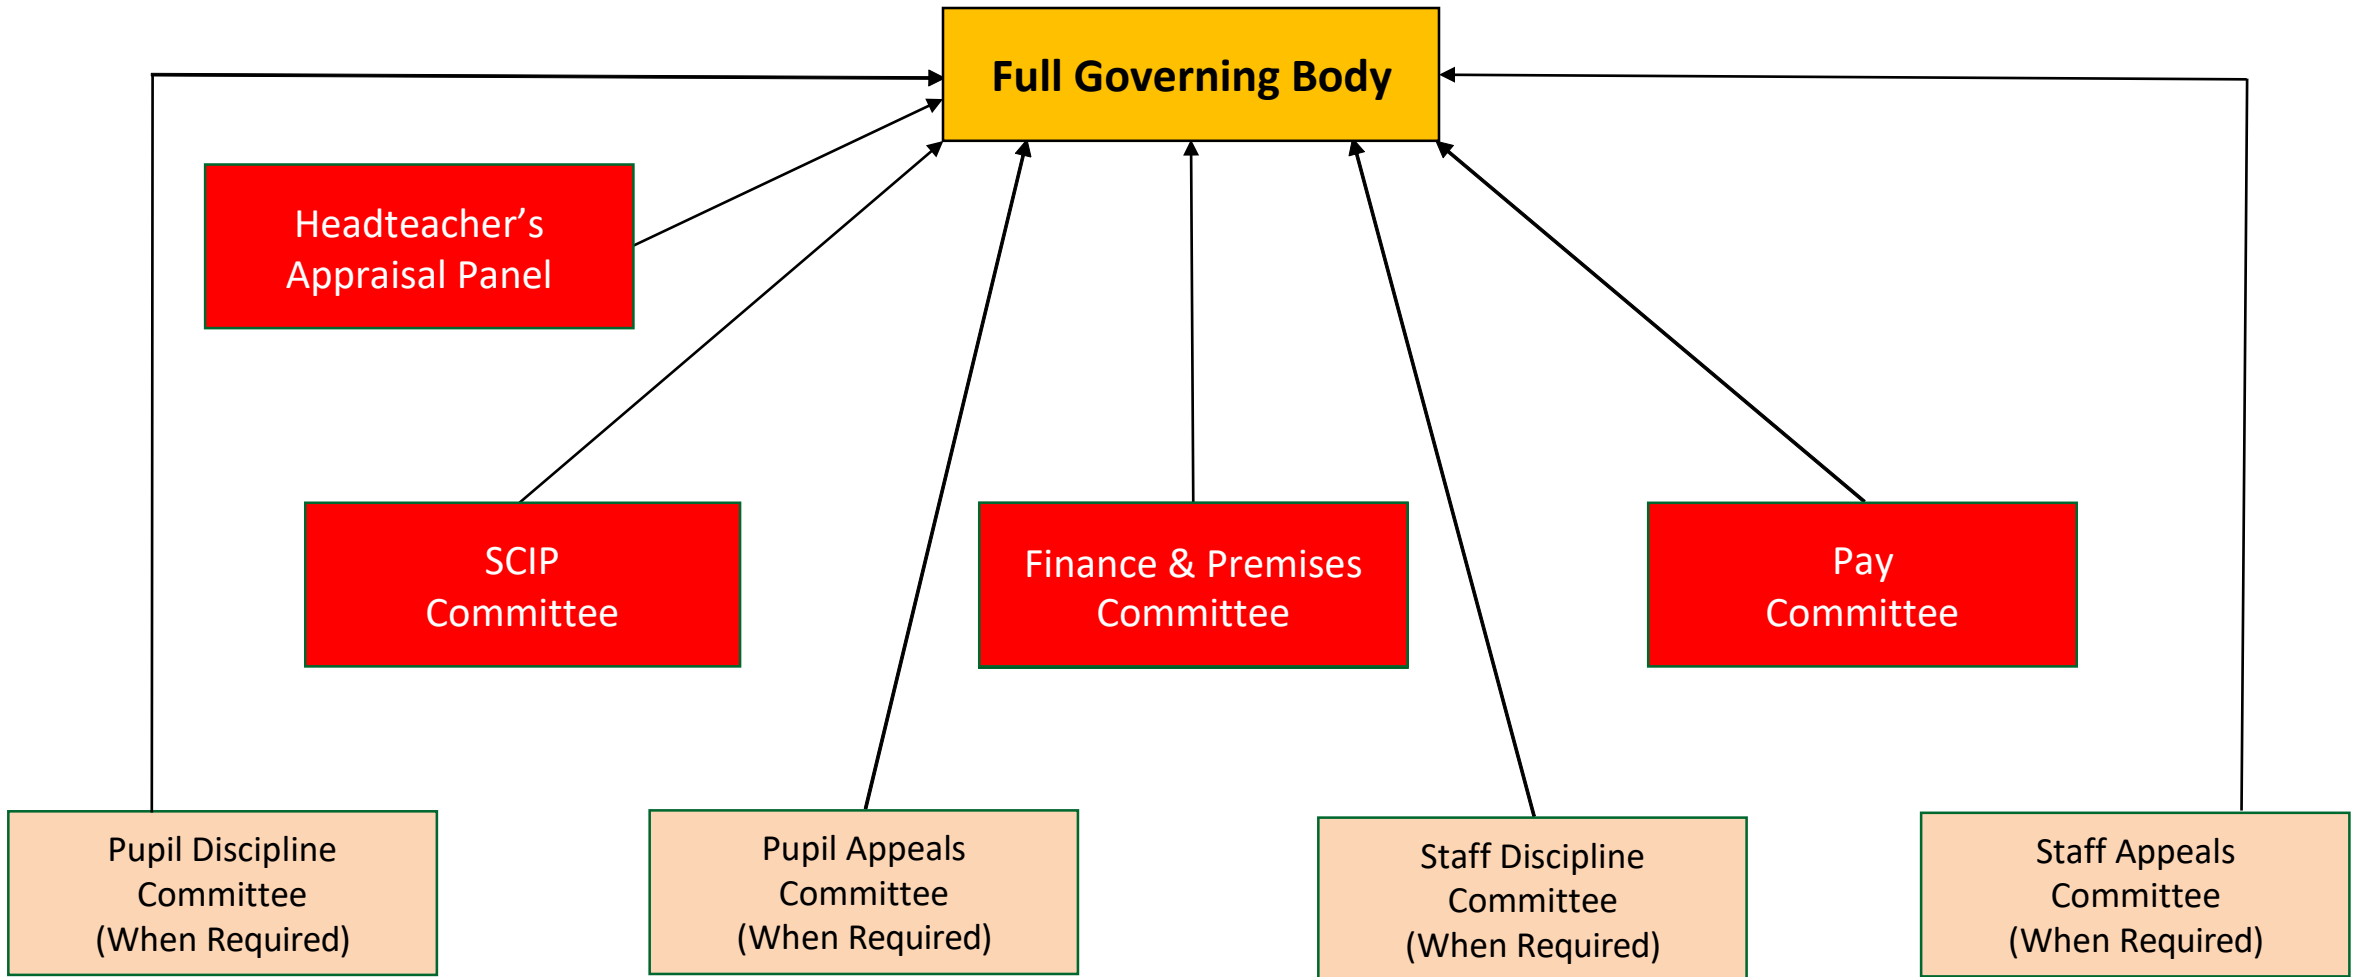 Full Governing Body
Headteacher’s
Appraisal Panel
SCIP
Committee
Finance & Premises
Committee
Pay
Committee
Pupil Discipline
Committee
(When Required)
Pupil Appeals
Committee
(When Required)
Staff Discipline
Committee
(When Required)
Staff Appeals
Committee
(When Required)